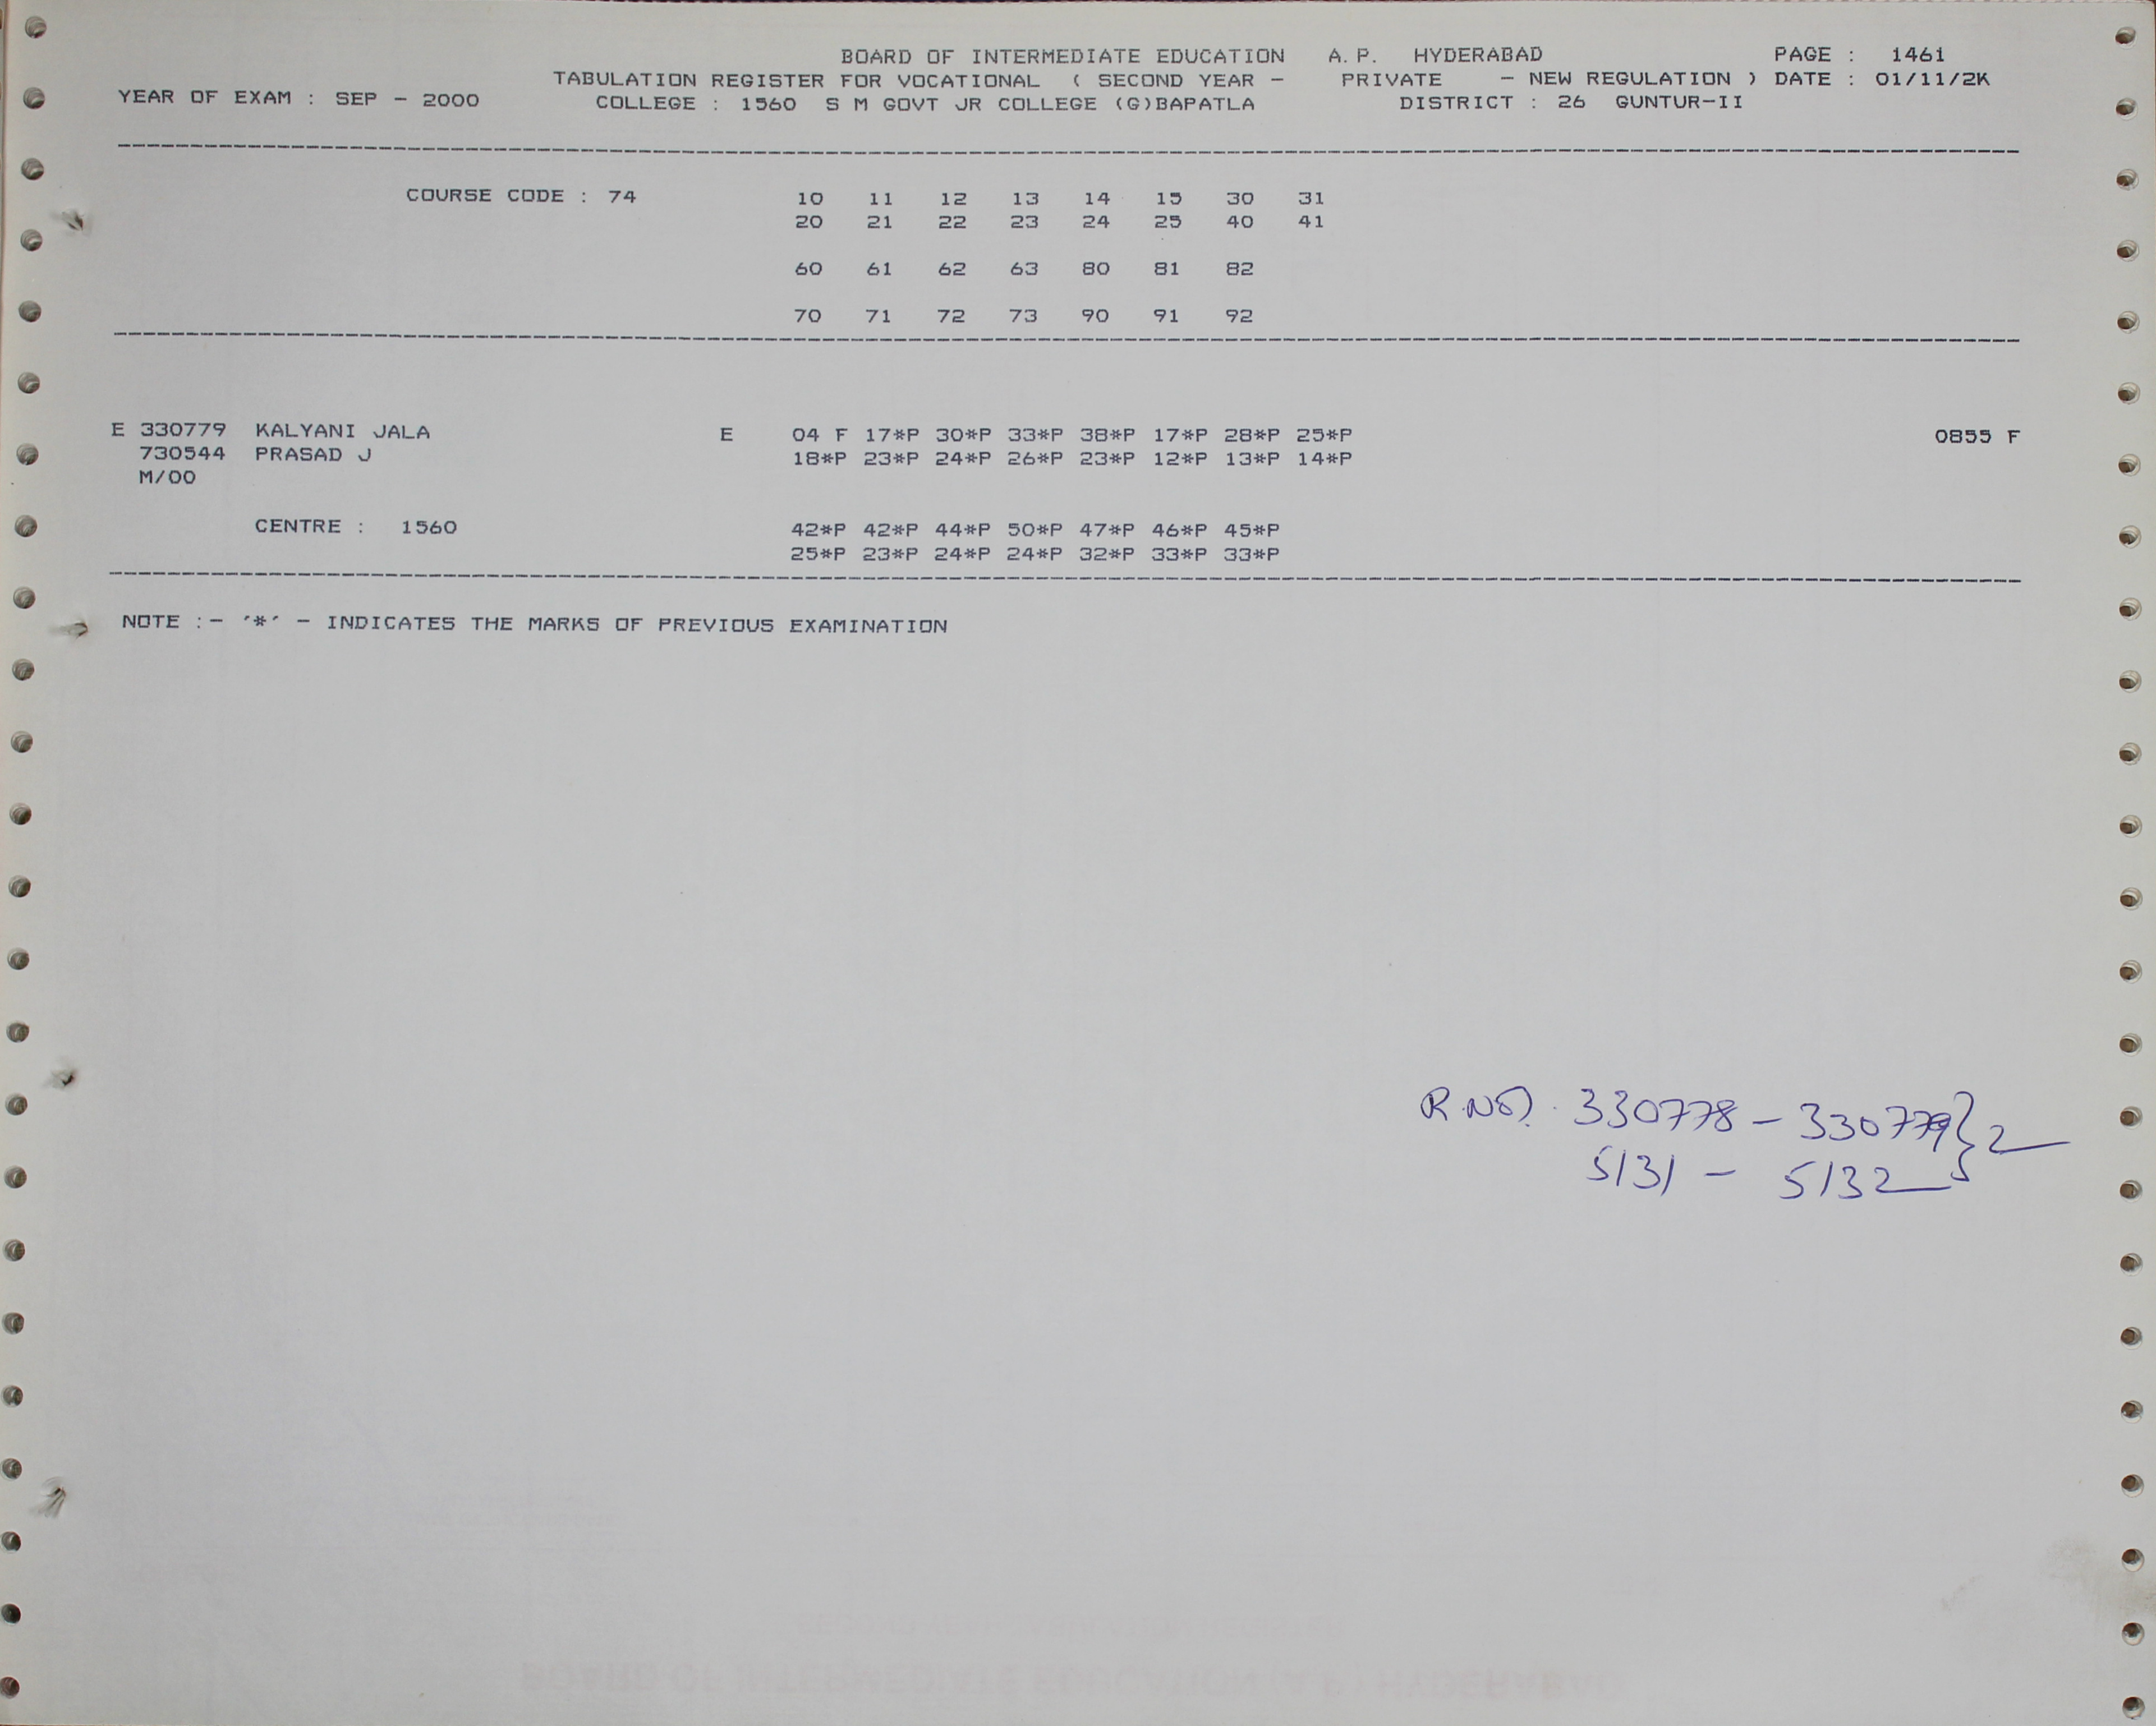 BOARD OF INTERMEDIATE EDUCATION A.P. HYDERABAD PAGE : 1461
TABULATION REGISTER FOR VOCATIONAL ( SECOND YEAR - PRIVATE - NEW REGULATION ) DATE : 01/11/2K
YEAR OF EXAM : SEP - 2000 COLLEGE : 1560 S M GOVT JR COLLEGE (G)BAPATLA DISTRICT : 26 GUNTUR-II
COURSE CODE : 74 10 11 12 13 14 15 30 31
20 21 22 23 24 25 40 41
60 61 62 63 80 81 82
70 71 72 73 90 91 92
E 330779 KALYANI JALA E 04 F 17*P 30*P 33*P 38*P 17*P 28*P 25*P 0855 F
730544 PRASAD J 18*P 23*P 24*P 26*P 23*P 12*P 13*P 14*P
M/00
CENTRE : 1560 42*P 42*P 44*P 50*P 47*P 46*P 45*P
25*P 23*P 24*P 24*P 32*P 33*P 33*P
NOTE :- '*' - INDICATES THE MARKS OF PREVIOUS EXAMINATION
R.NO). 330778 - 330779 } 2
5131 - 5132